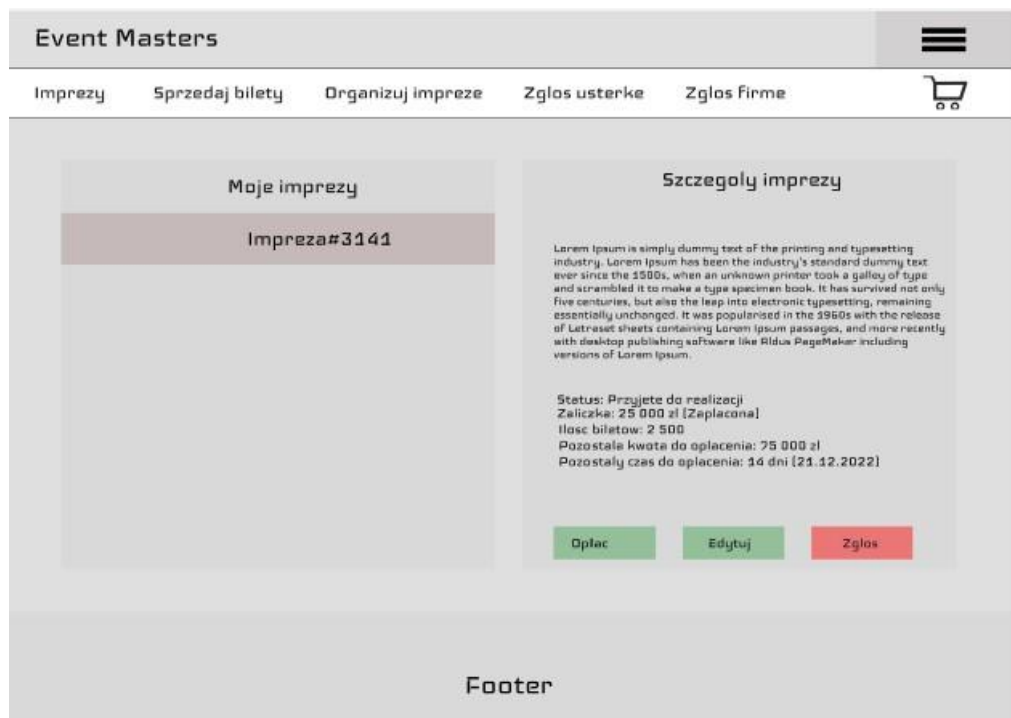 Event Masters
Imprezy Sprzedaj bilety Organizuj impreze Zglos usterke Zglos firme
Moje imprezy
Impreza#3141
Szczegoly imprezy
Lorem Ipsum is simply dummy text of the printing and typesetting
industry. Lorem Ipsum has been the industry's standard dummy text
ever since the 1500s, when an unknown printer took a galley of type
and scrambled it to make a type specimen book. It has survived not only
five centuries, but also the leap into electronic typesetting, remaining
essentially unchanged. It was popularised in the 1960s with the release
of Letraset sheets containing Lorem Ipsum passages, and more recently
with desktop publishing software like Aldus PageMaker including
versions of Lorem Ipsum.
Status: Przyjete do realizacji
Zaliczka: 25 000 zl [Zaplacona]
Ilosc biletow: 2 500
Pozostala kwota do oplacenia: 75 000 zl
Pozostaly czas do oplacenia: 14 dni [21.12.2022]
Oplac Edytuj Zglos
Footer